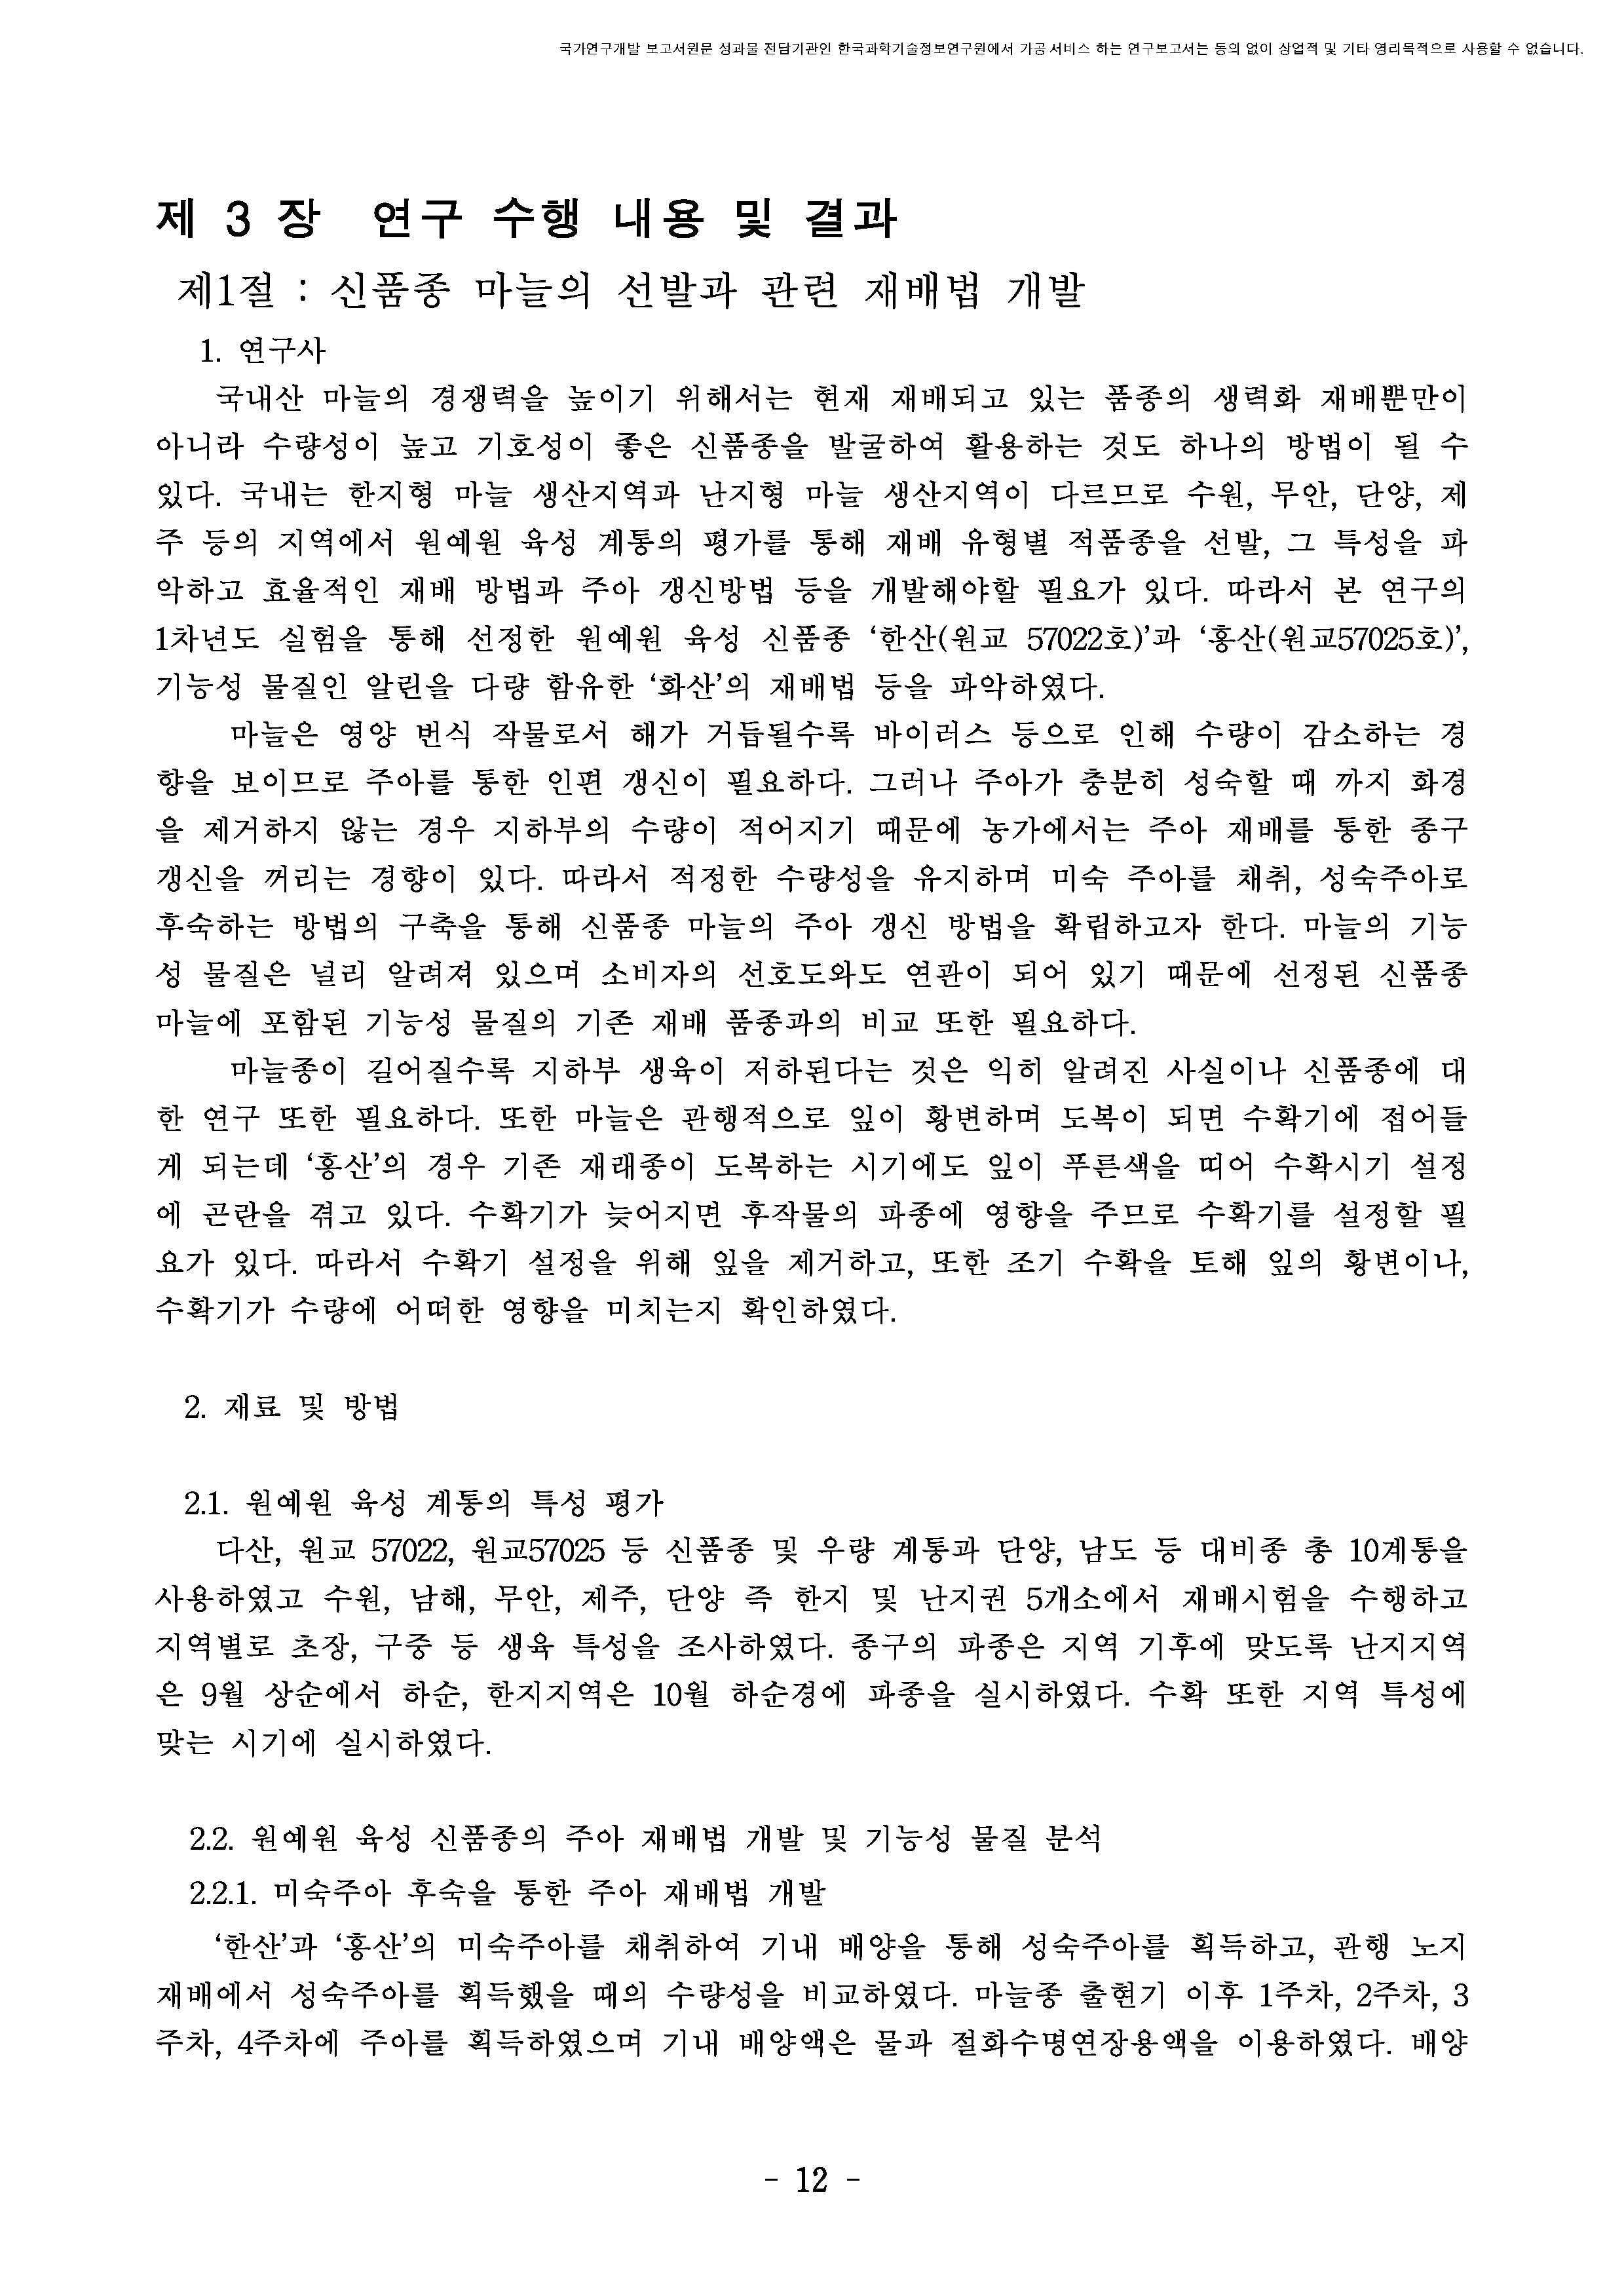 국가연구개발 보고서원문 성과물 전담기관인 한국과학기술정보연구원에서 가공·서비스 하는 연구보고서는 동의 없이 상업적 및 기타 영리목적으로 사용할 수 없습니다.
제 3 장 연구 수행 내용 및 결과
제1절 : 신품종 마늘의 선발과 관련 재배법 개발
1. 연구사
국내산 마늘의 경쟁력을 높이기 위해서는 현재 재배되고 있는 품종의 생력화 재배뿐만이
아니라 수량성이 높고 기호성이 좋은 신품종을 발굴하여 활용하는 것도 하나의 방법이 될 수
있다. 국내는 한지형 마늘 생산지역과 난지형 마늘 생산지역이 다르므로 수원, 무안, 단양, 제
주 등의 지역에서 원예원 육성 계통의 평가를 통해 재배 유형별 적품종을 선발, 그 특성을 파
악하고 효율적인 재배 방법과 주아 갱신방법 등을 개발해야할 필요가 있다. 따라서 본 연구의
1차년도 실험을 통해 선정한 원예원 육성 신품종 ‘한산(원교 57022호)’과 ‘홍산(원교57025호)’,
기능성 물질인 알린을 다량 함유한 ‘화산’의 재배법 등을 파악하였다.
마늘은 영양 번식 작물로서 해가 거듭될수록 바이러스 등으로 인해 수량이 감소하는 경
향을 보이므로 주아를 통한 인편 갱신이 필요하다. 그러나 주아가 충분히 성숙할 때 까지 화경
을 제거하지 않는 경우 지하부의 수량이 적어지기 때문에 농가에서는 주아 재배를 통한 종구
갱신을 꺼리는 경향이 있다. 따라서 적정한 수량성을 유지하며 미숙 주아를 채취, 성숙주아로
후숙하는 방법의 구축을 통해 신품종 마늘의 주아 갱신 방법을 확립하고자 한다. 마늘의 기능
성 물질은 널리 알려져 있으며 소비자의 선호도와도 연관이 되어 있기 때문에 선정된 신품종
마늘에 포함된 기능성 물질의 기존 재배 품종과의 비교 또한 필요하다.
마늘종이 길어질수록 지하부 생육이 저하된다는 것은 익히 알려진 사실이나 신품종에 대
한 연구 또한 필요하다. 또한 마늘은 관행적으로 잎이 황변하며 도복이 되면 수확기에 접어들
게 되는데 ‘홍산’의 경우 기존 재래종이 도복하는 시기에도 잎이 푸른색을 띠어 수확시기 설정
에 곤란을 겪고 있다. 수확기가 늦어지면 후작물의 파종에 영향을 주므로 수확기를 설정할 필
요가 있다. 따라서 수확기 설정을 위해 잎을 제거하고, 또한 조기 수확을 토해 잎의 황변이나,
수확기가 수량에 어떠한 영향을 미치는지 확인하였다.
2. 재료 및 방법
2.1. 원예원 육성 계통의 특성 평가
다산, 원교 57022, 원교57025 등 신품종 및 우량 계통과 단양, 남도 등 대비종 총 10계통을
사용하였고 수원, 남해, 무안, 제주, 단양 즉 한지 및 난지권 5개소에서 재배시험을 수행하고
지역별로 초장, 구중 등 생육 특성을 조사하였다. 종구의 파종은 지역 기후에 맞도록 난지지역
은 9월 상순에서 하순, 한지지역은 10월 하순경에 파종을 실시하였다. 수확 또한 지역 특성에
맞는 시기에 실시하였다.
2.2. 원예원 육성 신품종의 주아 재배법 개발 및 기능성 물질 분석
2.2.1. 미숙주아 후숙을 통한 주아 재배법 개발
‘한산’과 ‘홍산’의 미숙주아를 채취하여 기내 배양을 통해 성숙주아를 획득하고, 관행 노지
재배에서 성숙주아를 획득했을 때의 수량성을 비교하였다. 마늘종 출현기 이후 1주차, 2주차, 3
주차, 4주차에 주아를 획득하였으며 기내 배양액은 물과 절화수명연장용액을 이용하였다. 배양
- 12 -